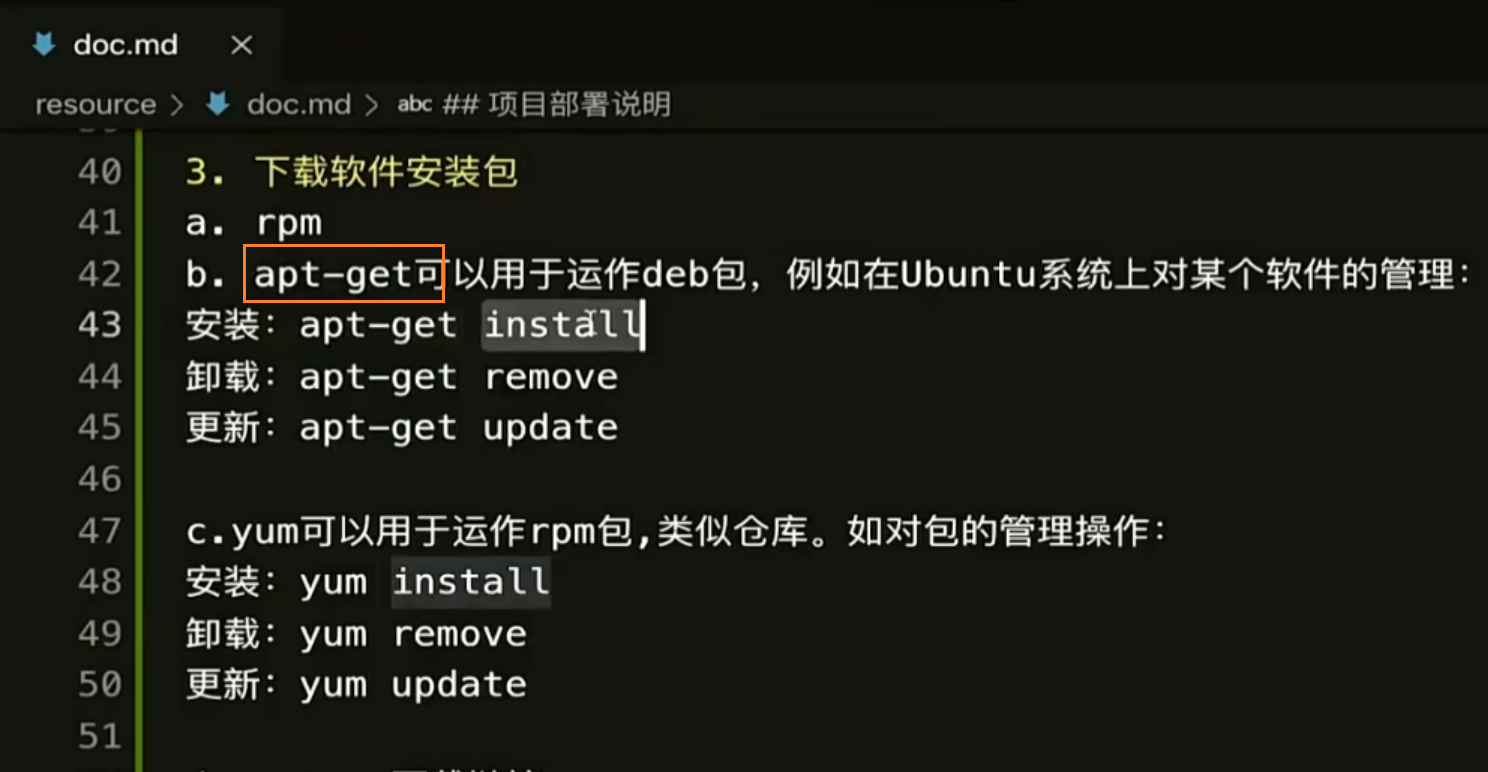 doc.md
resource > doc.md > abc ## 项目部署说明
40 3. 下载软件安装包
41 a. rpm
42 b. apt-get可以用于运作deb包，例如在Ubuntu系统上对某个软件的管理：
43 安装：apt-get install
44 卸载：apt-get remove
45 更新：apt-get update
46
47 c.yum可以用于运作rpm包,类似仓库。如对包的管理操作：
48 安装：yum install
49 卸载：yum remove
50 更新：yum update
51